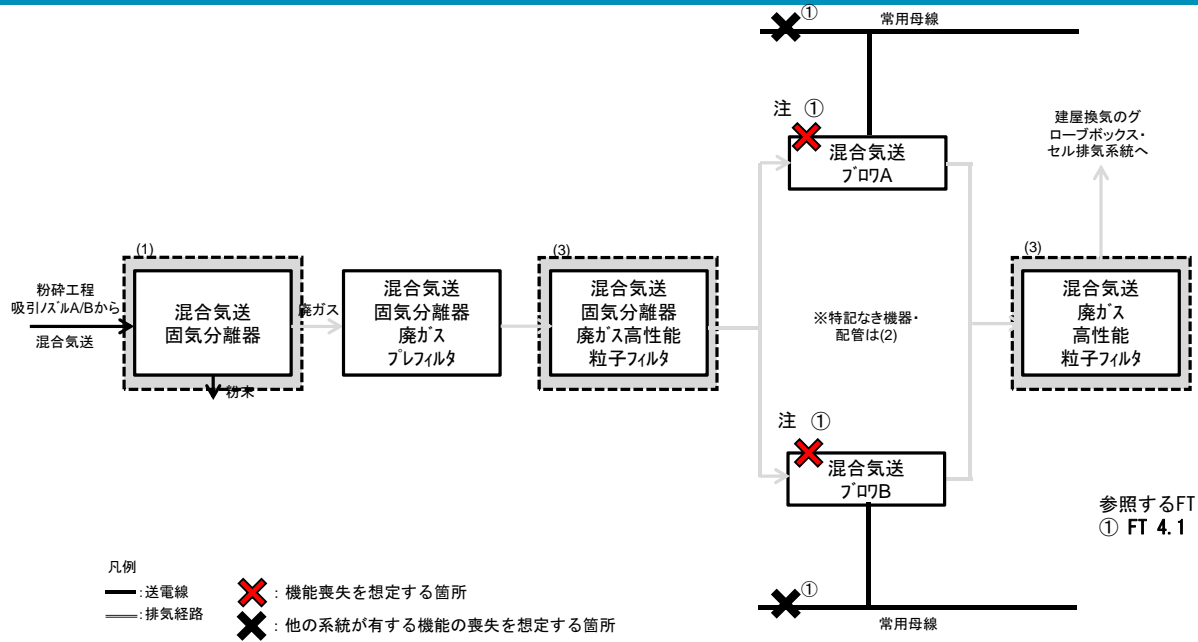 ①
常用母線
注 ①
混合気送
ブロワA
建屋換気のグ
ローブボックス・
セル排気系統へ
(1)
粉砕工程
吸引ノズルA/Bから
混合気送
混合気送
固気分離器
粉末
廃ガス
混合気送
固気分離器
廃ガス
プレフィルタ
(3)
混合気送
固気分離器
廃ガス高性能
粒子フィルタ
※特記なき機器・
配管は(2)
(3)
混合気送
廃ガス
高性能
粒子フィルタ
注 ①
混合気送
ブロワB
参照するFT
① FT 4.1
①
常用母線
凡例
:送電線
:排気経路
: 機能喪失を想定する箇所
: 他の系統が有する機能の喪失を想定する箇所